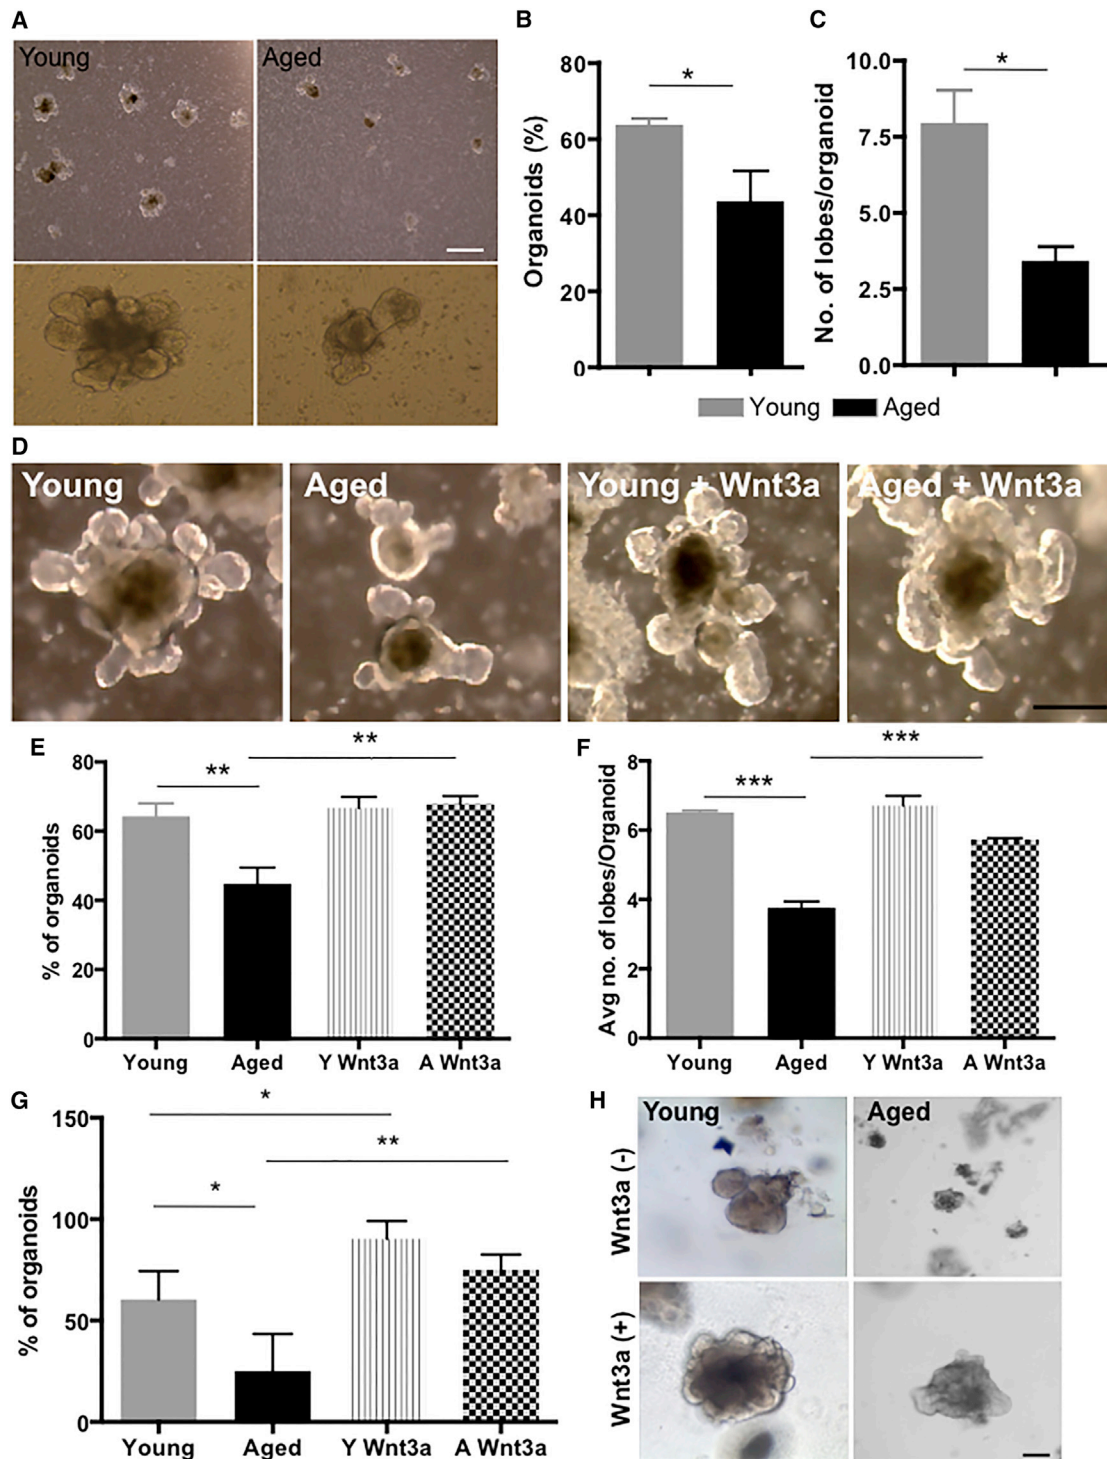 A
Young
Aged
B
Organoids (%)
80
60
40
20
0
*
C
No. of lobes/organoid
10.0
7.5
5.0
2.5
0.0
*
Young
Aged
D
Young
Aged
Young + Wnt3a
Aged + Wnt3a
E
% of organoids
80
60
40
20
0
**
**
Young
Aged
Y Wnt3a
A Wnt3a
F
Avg no. of lobes/Organoid
8
6
4
2
0
***
***
Young
Aged
Y Wnt3a
A Wnt3a
G
% of organoids
150
100
50
0
*
**
*
Young
Aged
Y Wnt3a
A Wnt3a
H
Young
Aged
Wnt3a (-)
Wnt3a (+)